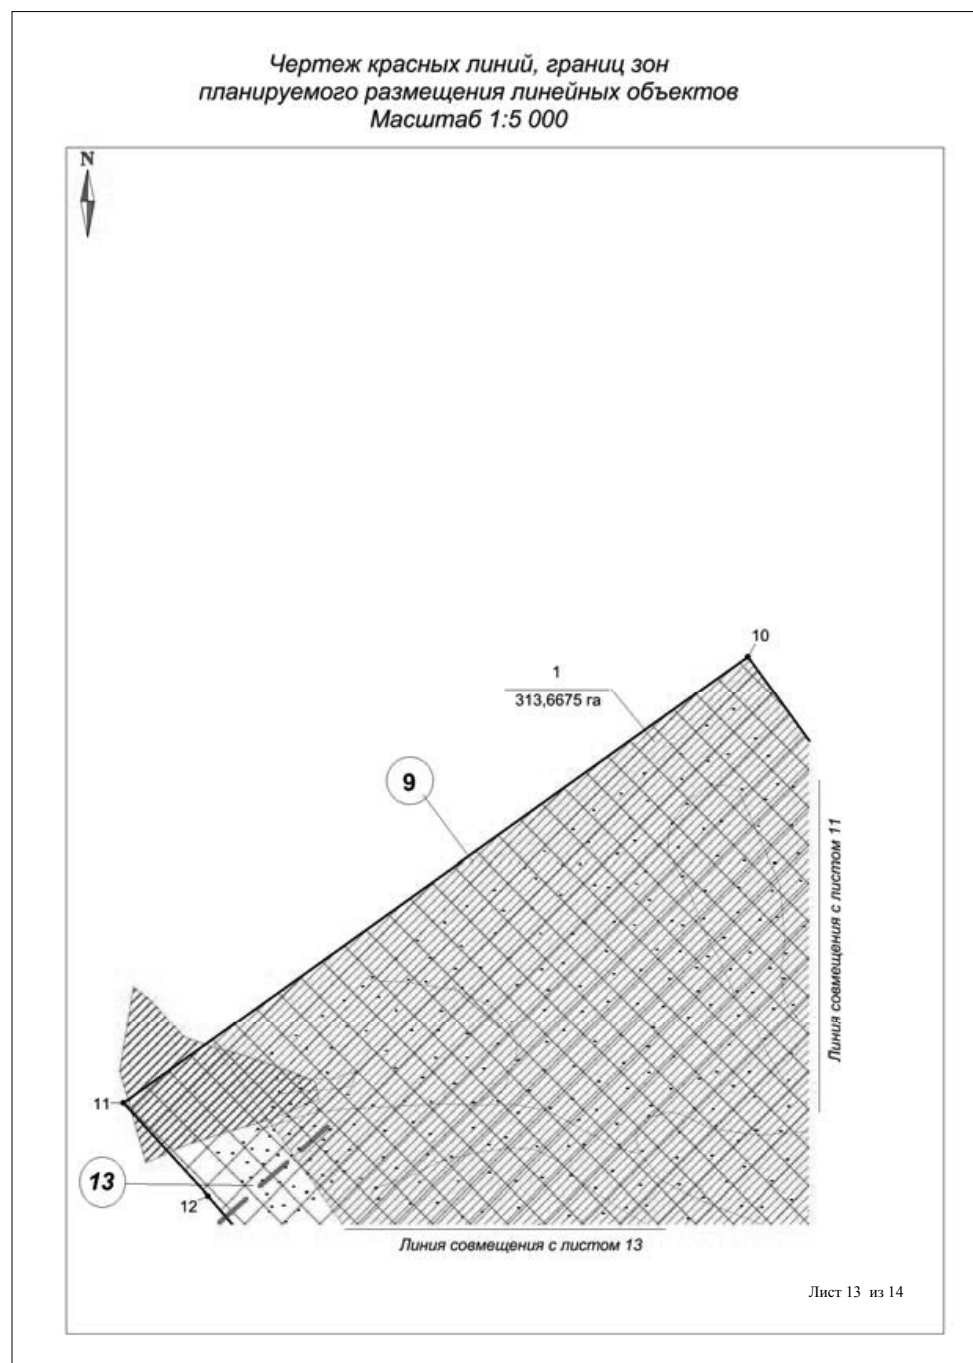 Чертеж красных линий, границ зон
планируемого размещения линейных объектов
Масштаб 1:5 000
N
10
1
313,6675 га
9
Линия совмещения с листом 11
11
13
12
Линия совмещения с листом 13
Лист 13 из 14